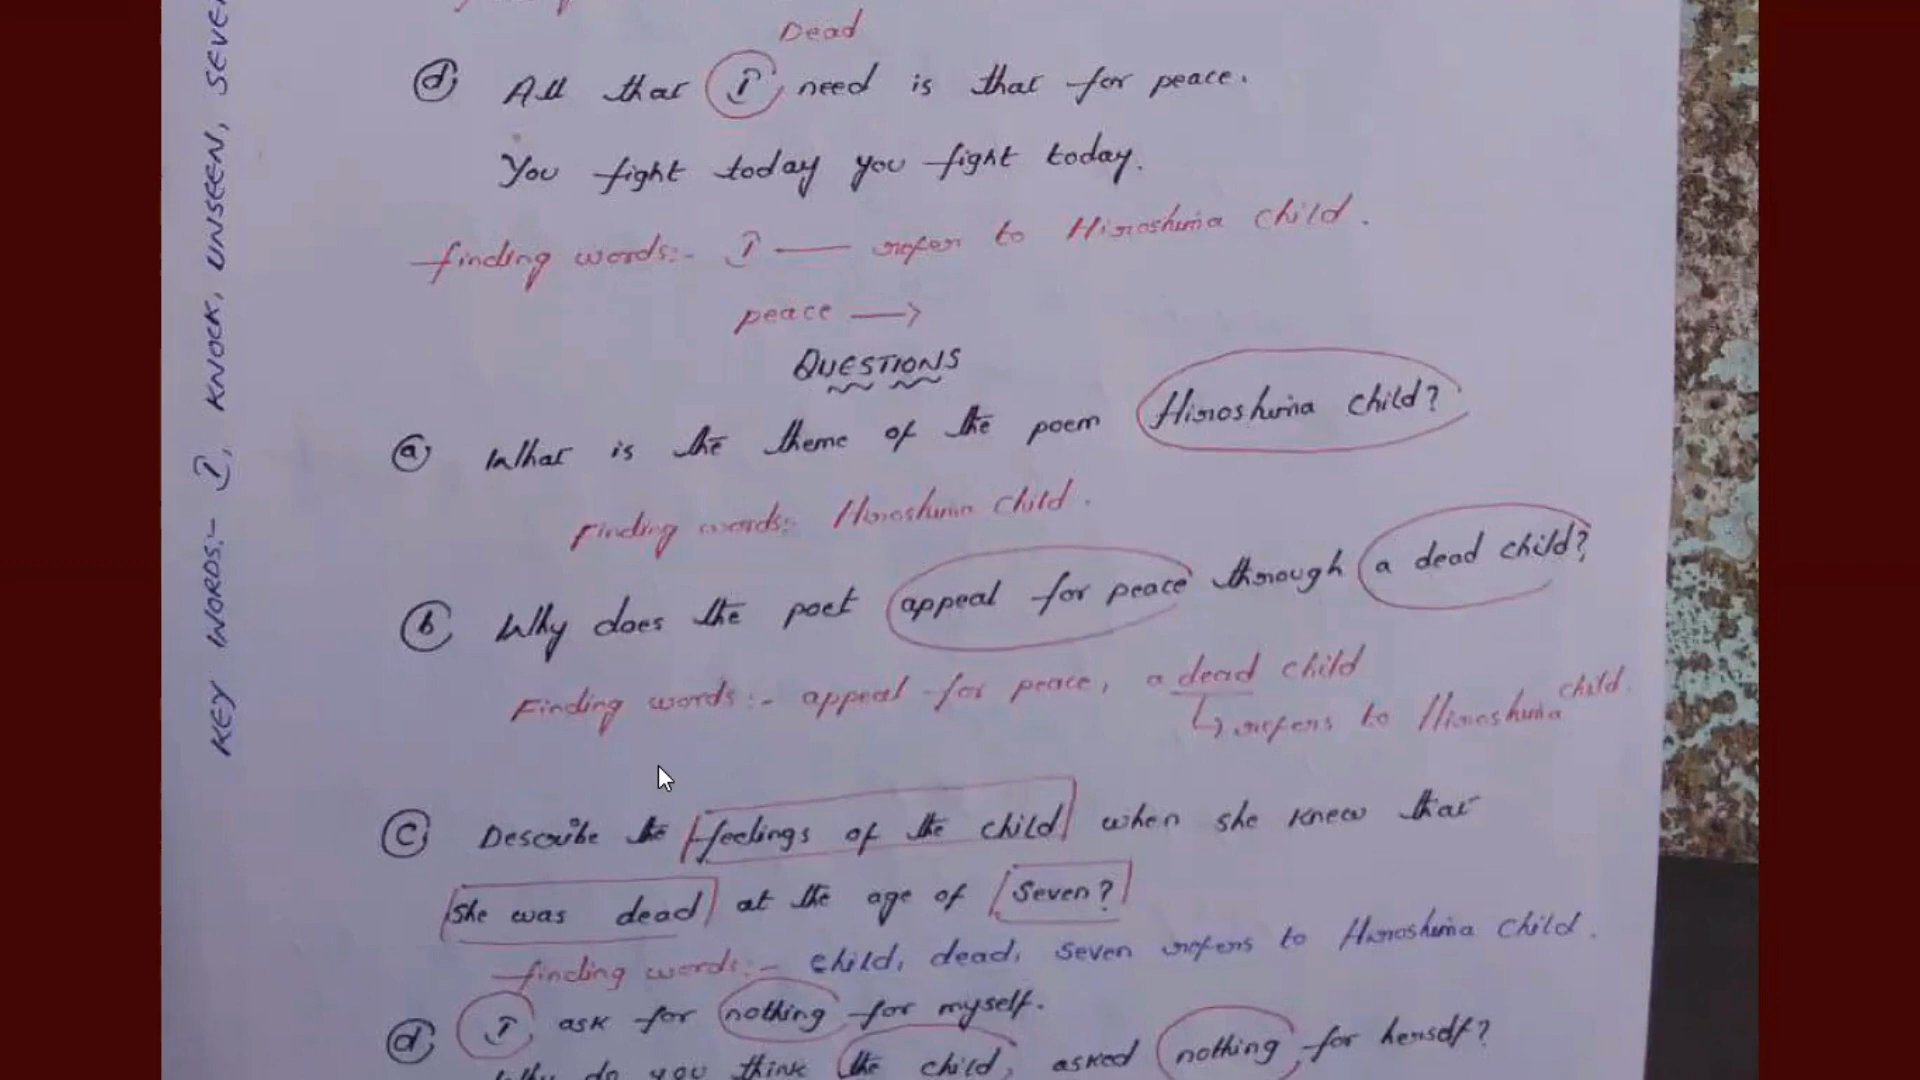 Dead
d All that I need is that for peace.
You fight today you fight today.
finding words:- I — refer to Hiroshima child.
peace →
QUESTIONS
a What is the theme of the poem Hiroshima child?
Finding words:- Hiroshima child.
b Why does the poet appeal for peace through a dead child?
Finding words:- appeal for peace, a dead child
↳ refers to Hiroshima child.
c Describe the feelings of the child when she knew that
she was dead at the age of seven?
finding words:- child, dead, seven refers to Hiroshima child.
d I ask for nothing for myself.
Why do you think the child, asked nothing for herself?
KEY WORDS:- I, KNOCK, UNSEEN,